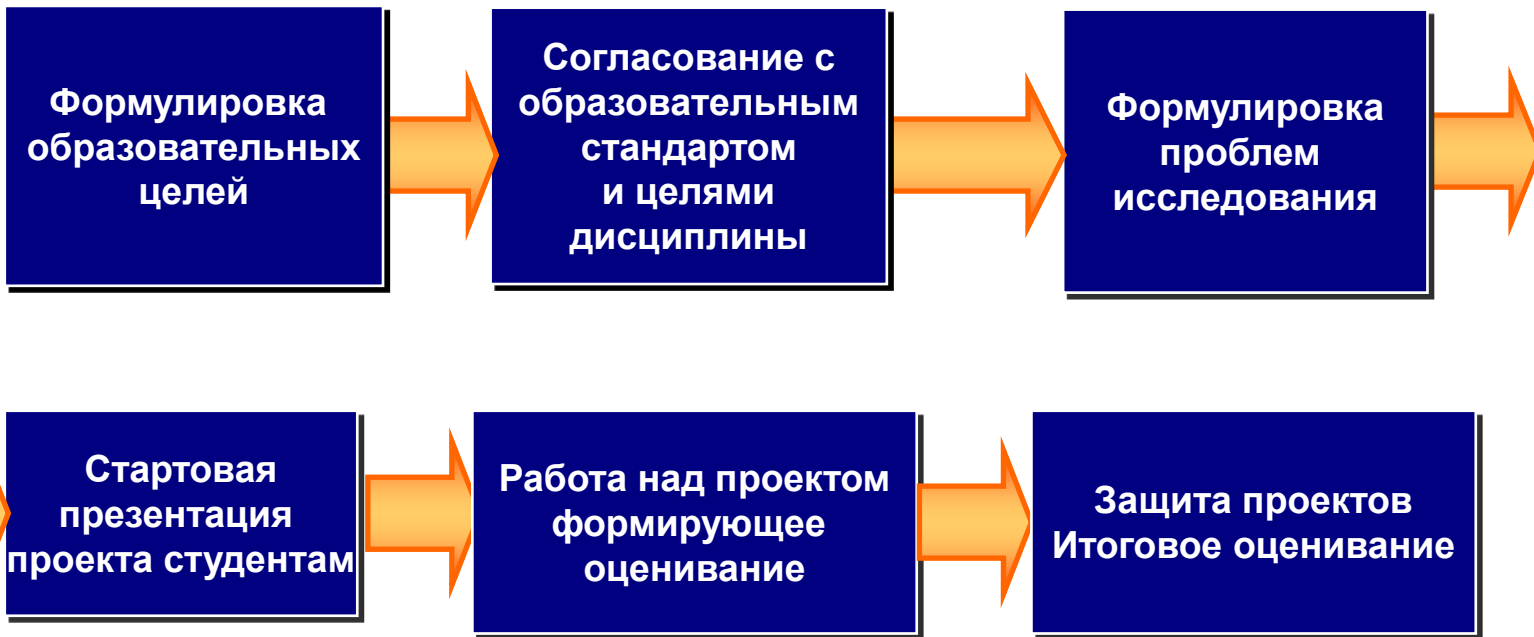 Формулировка
образовательных
целей
Согласование с
образовательным
стандартом
и целями
дисциплины
Формулировка
проблем
исследования
Стартовая
презентация
проекта студентам
Работа над проектом
формирующее
оценивание
Защита проектов
Итоговое оценивание